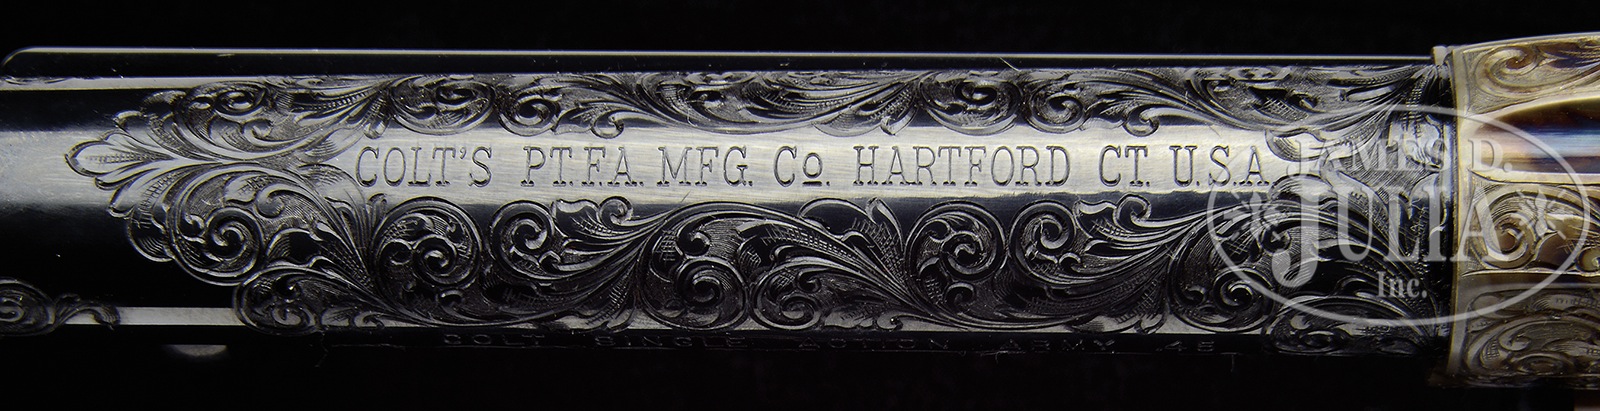 COLT'S PT. F.A. MFG. Co. HARTFORD CT. U.S.A.
COLT SINGLE ACTION ARMY .45
JAMES D.
JULIA
Inc.